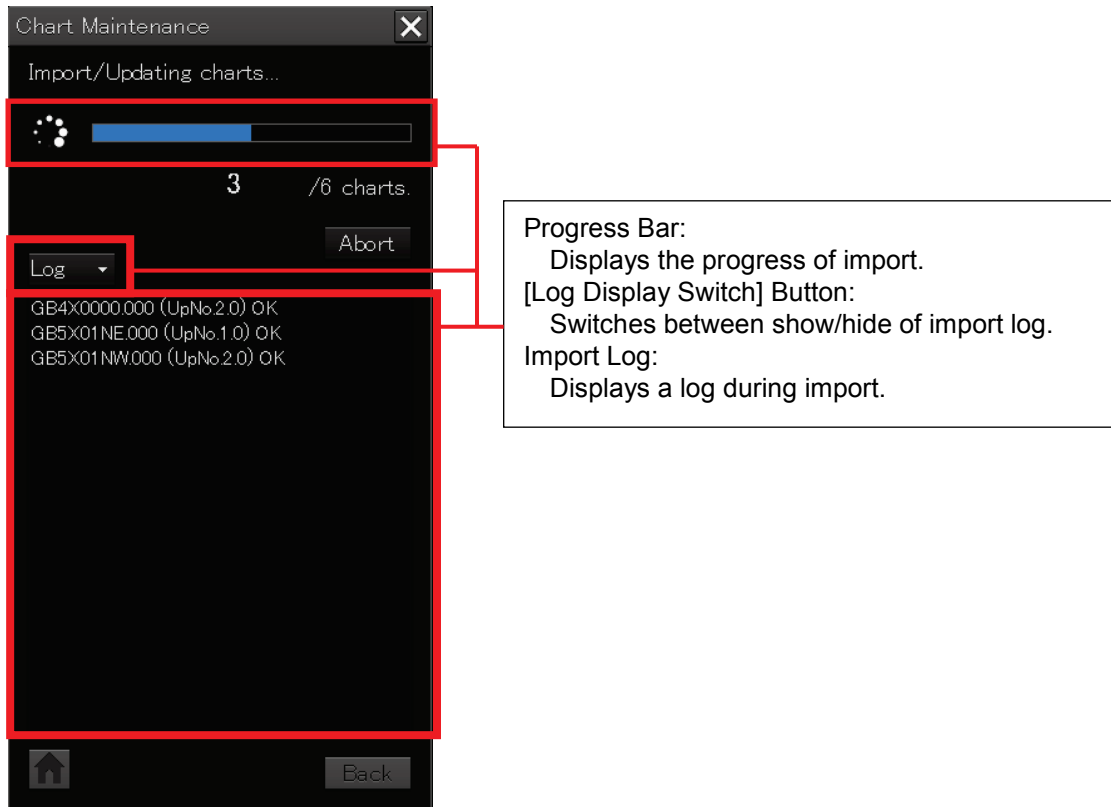 Chart Maintenance
Import/Updating charts...
3 /6 charts.
Abort
Log
GB4X0000.000 (UpNo.2.0) OK
GB5X01NE.000 (UpNo.1.0) OK
GB5X01NW.000 (UpNo.2.0) OK
Back
Progress Bar:
Displays the progress of import.
[Log Display Switch] Button:
Switches between show/hide of import log.
Import Log:
Displays a log during import.